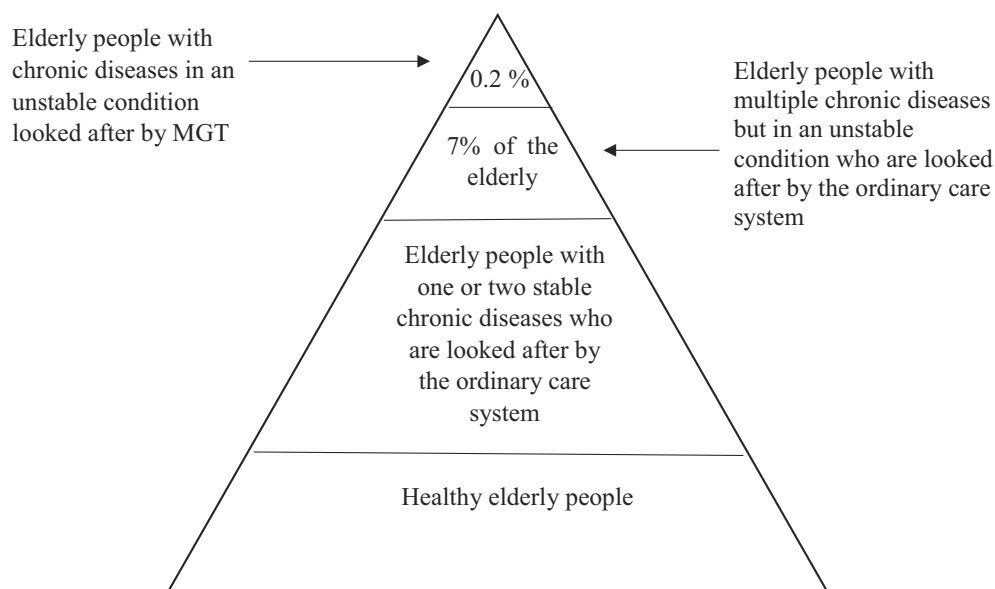 Elderly people with
chronic diseases in an
unstable condition
looked after by MGT
0.2 %
Elderly people with
multiple chronic diseases
but in an unstable
condition who are looked
after by the ordinary care
system
7% of the
elderly
Elderly people with
one or two stable
chronic diseases who
are looked after by
the ordinary care
system
Healthy elderly people